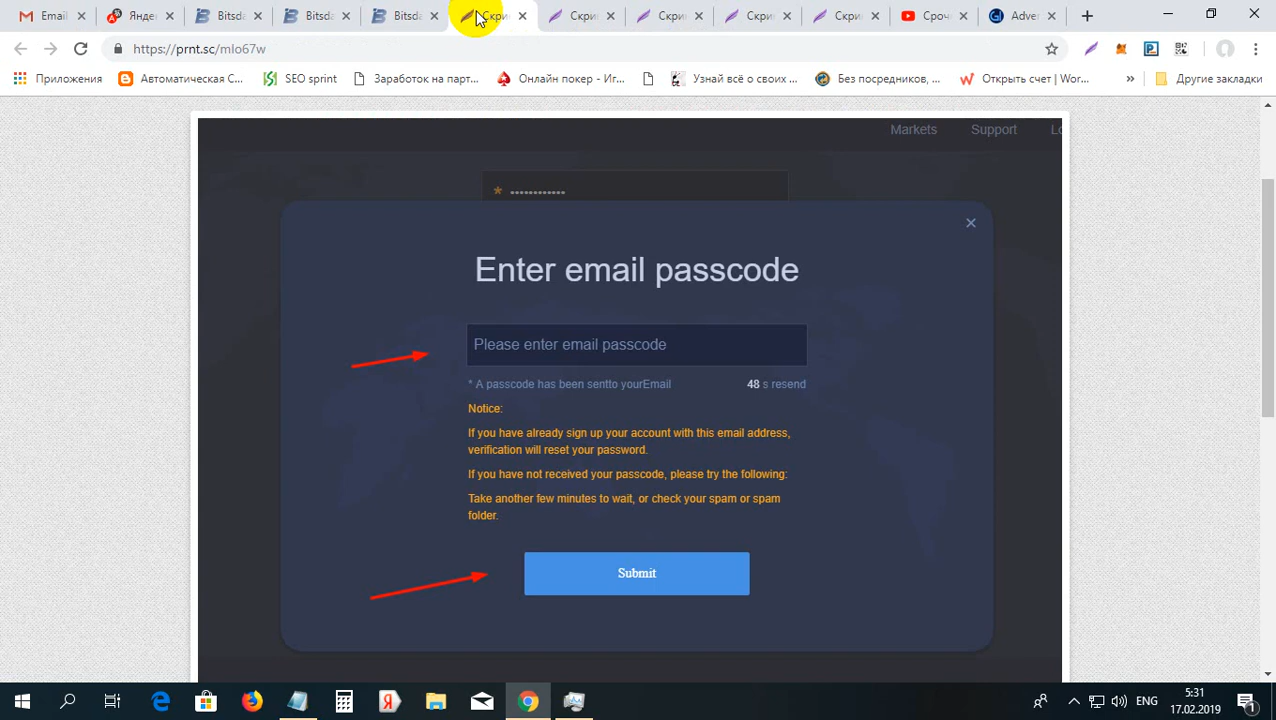 Email
Янде
Bitsda
Bitsda
Bitsda
Скри
Скри
Скри
Скри
Скри
Сроч
Adver
https://prnt.sc/mlo67w
Приложения
Автоматическая С...
SEO sprint
Заработок на парт...
Онлайн покер - Иг...
Узнай всё о своих ...
Без посредников, ...
Открыть счет | Wor...
»
Другие закладки
Markets
Support
Lo
* ••••••••••••
Enter email passcode
Please enter email passcode
* A passcode has been sentto yourEmail
48 s resend
Notice:
If you have already sign up your account with this email address,
verification will reset your password.
If you have not received your passcode, please try the following:
Take another few minutes to wait, or check your spam or spam
folder.
Submit
ENG
5:31
17.02.2019
1